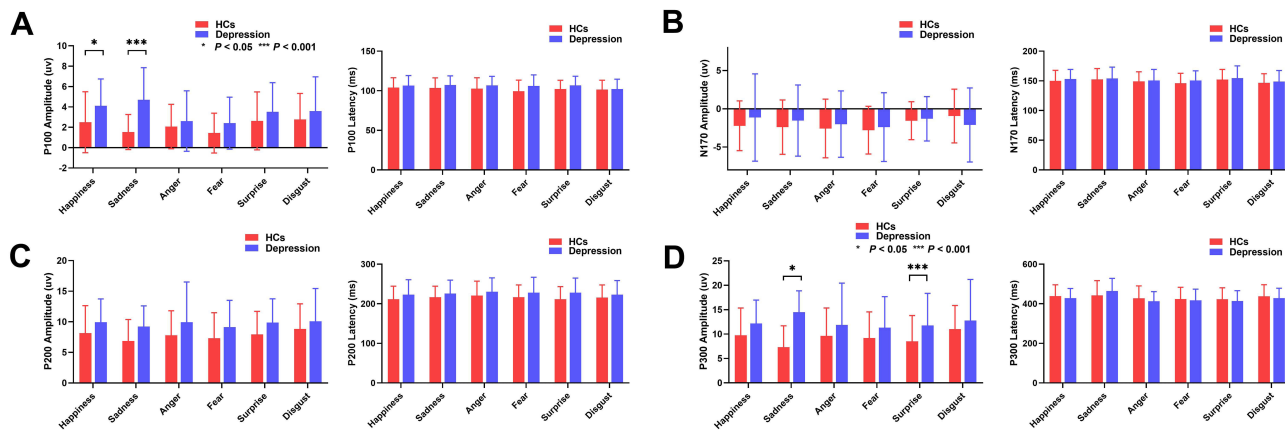 A
HCs
Depression
* P < 0.05 *** P < 0.001
P100 Amplitude (uv)
10
8
6
4
2
0
-2
*
***
Happiness
Sadness
Anger
Fear
Surprise
Disgust
HCs
Depression
P100 Latency (ms)
150
100
50
0
Happiness
Sadness
Anger
Fear
Surprise
Disgust
B
HCs
Depression
N170 Amplitude (uv)
5
0
-5
Happiness
Sadness
Anger
Fear
Surprise
Disgust
HCs
Depression
N170 Latency (ms)
200
150
100
50
0
Happiness
Sadness
Anger
Fear
Surprise
Disgust
C
HCs
Depression
P200 Amplitude (uv)
20
15
10
5
0
Happiness
Sadness
Anger
Fear
Surprise
Disgust
HCs
Depression
P200 Latency (ms)
300
200
100
0
Happiness
Sadness
Anger
Fear
Surprise
Disgust
D
HCs
Depression
* P < 0.05 *** P < 0.001
P300 Amplitude (uv)
25
20
15
10
5
0
*
***
Happiness
Sadness
Anger
Fear
Surprise
Disgust
HCs
Depression
P300 Latency (ms)
600
400
200
0
Happiness
Sadness
Anger
Fear
Surprise
Disgust